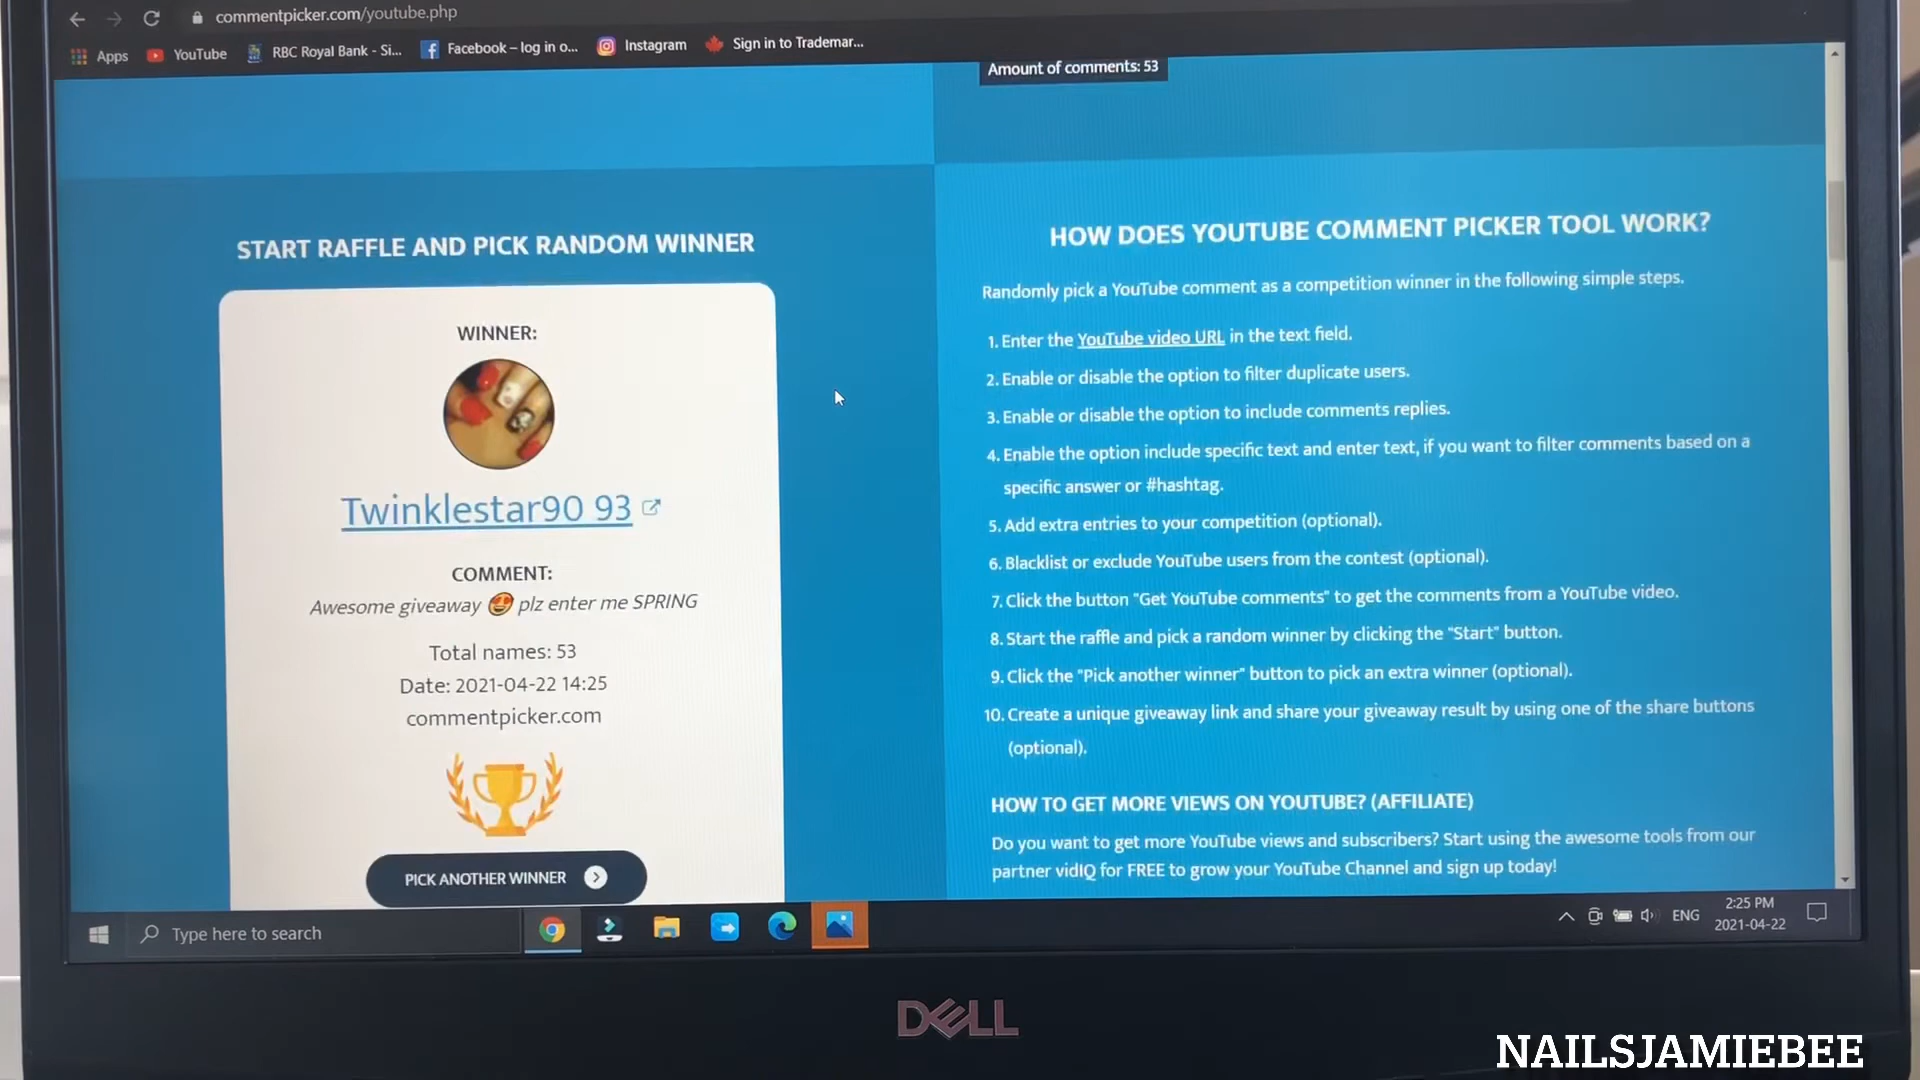 commentpicker.com/youtube.php
Apps
YouTube
RBC Royal Bank - Si...
Facebook – log in o...
Instagram
Sign in to Trademar...
Amount of comments: 53
START RAFFLE AND PICK RANDOM WINNER
WINNER:
Twinklestar90 93
COMMENT:
Awesome giveaway 🤩 plz enter me SPRING
Total names: 53
Date: 2021-04-22 14:25
commentpicker.com
PICK ANOTHER WINNER
HOW DOES YOUTUBE COMMENT PICKER TOOL WORK?
Randomly pick a YouTube comment as a competition winner in the following simple steps.
1. Enter the YouTube video URL in the text field.
2. Enable or disable the option to filter duplicate users.
3. Enable or disable the option to include comments replies.
4. Enable the option include specific text and enter text, if you want to filter comments based on a
specific answer or #hashtag.
5. Add extra entries to your competition (optional).
6. Blacklist or exclude YouTube users from the contest (optional).
7. Click the button "Get YouTube comments" to get the comments from a YouTube video.
8. Start the raffle and pick a random winner by clicking the "Start" button.
9. Click the "Pick another winner" button to pick an extra winner (optional).
10. Create a unique giveaway link and share your giveaway result by using one of the share buttons
(optional).
HOW TO GET MORE VIEWS ON YOUTUBE? (AFFILIATE)
Do you want to get more YouTube views and subscribers? Start using the awesome tools from our
partner vidIQ for FREE to grow your YouTube Channel and sign up today!
Type here to search
ENG
2:25 PM
2021-04-22
DELL
NAILSJAMIEBEE